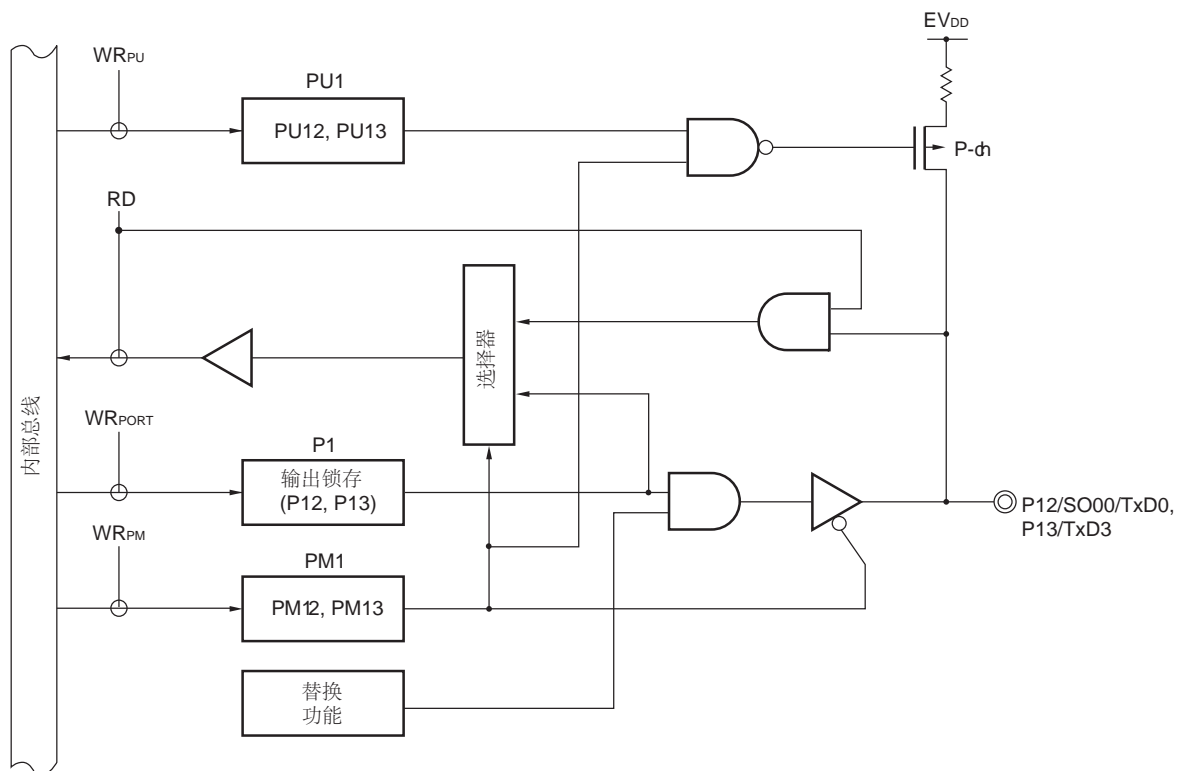 EVDD
WRPU
PU1
PU12, PU13
P-ch
RD
选择器
内部总线
WRPORT
P1
输出锁存
(P12, P13)
P12/SO00/TxD0,
P13/TxD3
WRPM
PM1
PM12, PM13
替换
功能